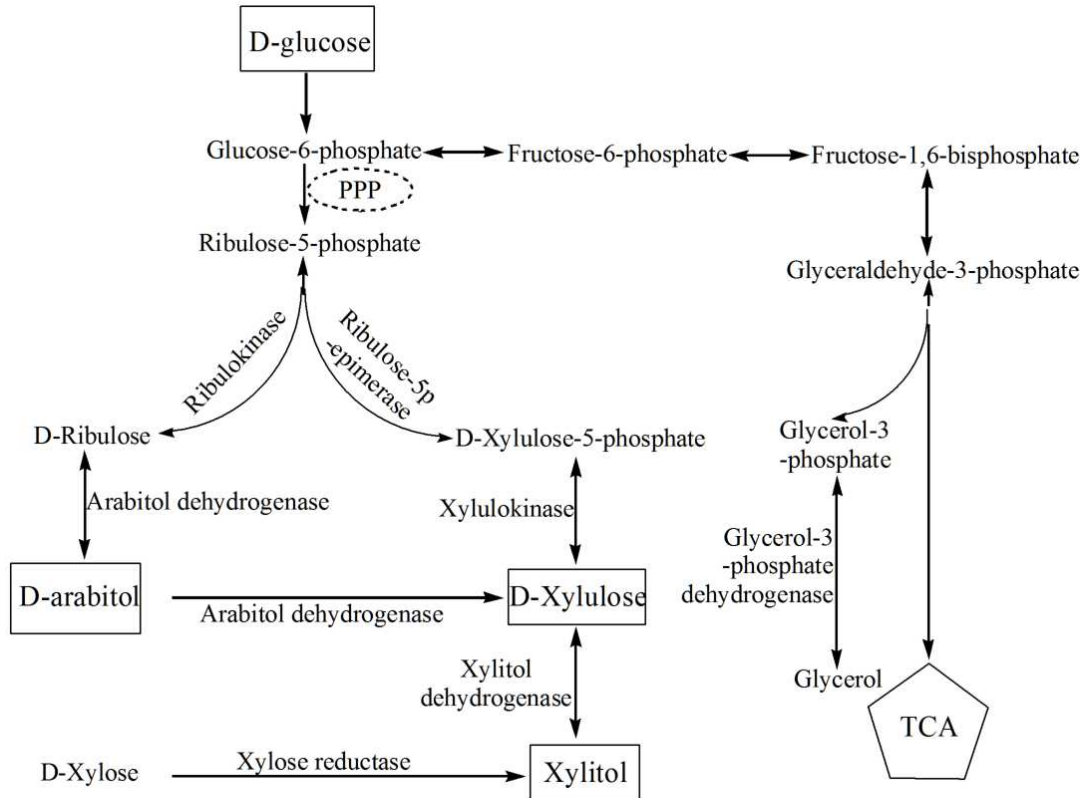 D-glucose
Glucose-6-phosphate
Fructose-6-phosphate
Fructose-1,6-bisphosphate
PPP
Ribulose-5-phosphate
Glyceraldehyde-3-phosphate
Ribulokinase
Ribulose-5p
-epimerase
D-Ribulose
D-Xylulose-5-phosphate
Glycerol-3
-phosphate
Arabitol dehydrogenase
Xylulokinase
Glycerol-3
-phosphate
dehydrogenase
D-arabitol
Arabitol dehydrogenase
D-Xylulose
Xylitol
dehydrogenase
Glycerol
TCA
D-Xylose
Xylose reductase
Xylitol